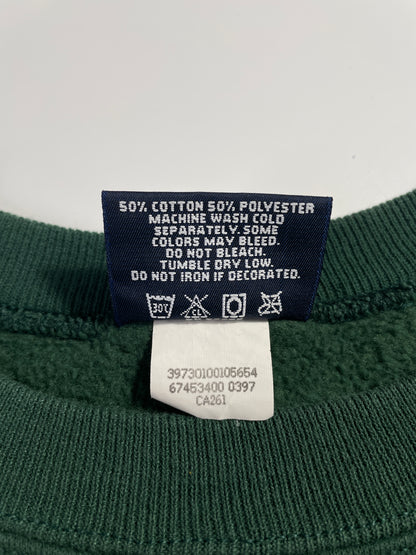 50% COTTON 50% POLYESTER
MACHINE WASH COLD
SEPARATELY. SOME
COLORS MAY BLEED.
DO NOT BLEACH.
TUMBLE DRY LOW.
DO NOT IRON IF DECORATED.
30°C CL
39730100105654
67453400 0397
CA261